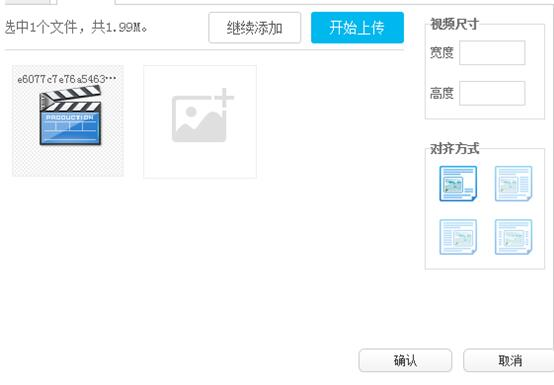 选中1个文件，共1.99M。
继续添加
开始上传
e6077c7e76a5463…
PRODUCTION
视频尺寸
宽度
高度
对齐方式
确认
取消